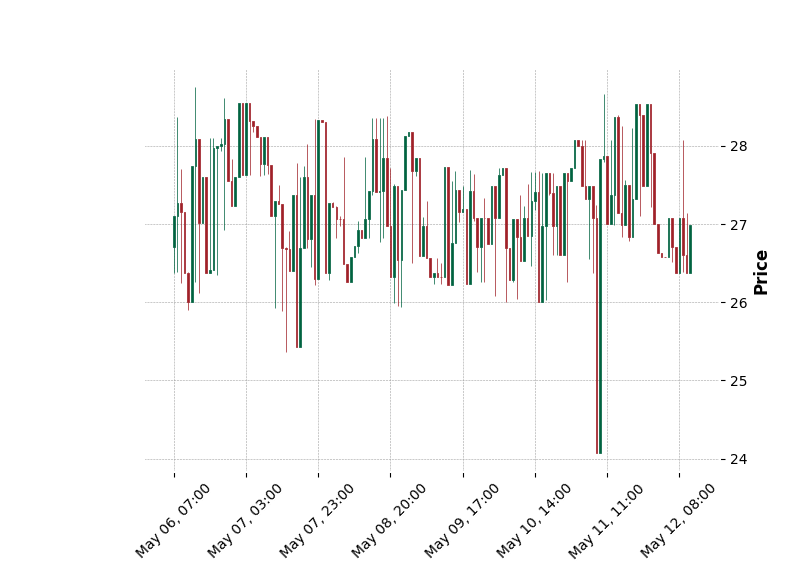 28
27
26
25
24
Price
May 06, 07:00
May 07, 03:00
May 07, 23:00
May 08, 20:00
May 09, 17:00
May 10, 14:00
May 11, 11:00
May 12, 08:00